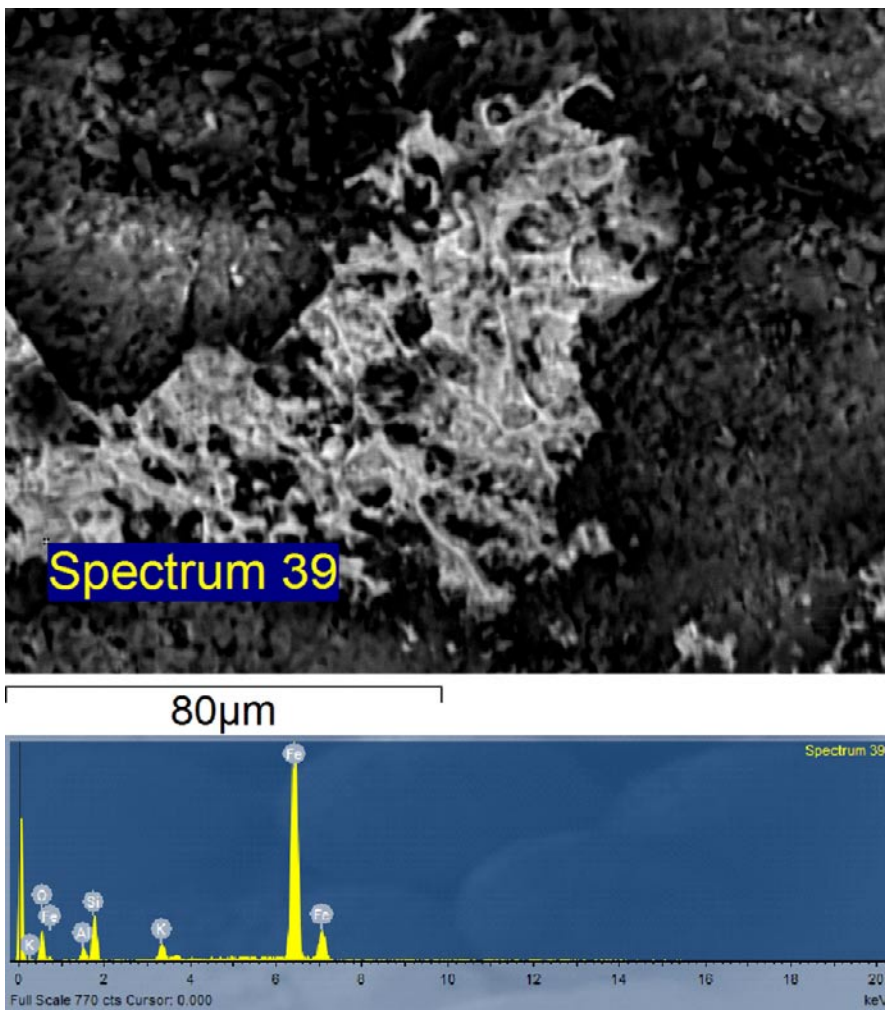 Spectrum 39
80µm
Spectrum 39
Fe
O
Fe
Si
K
Al
K
Fe
0 2 4 6 8 10 12 14 16 18 20
Full Scale 770 cts Cursor: 0.000 keV